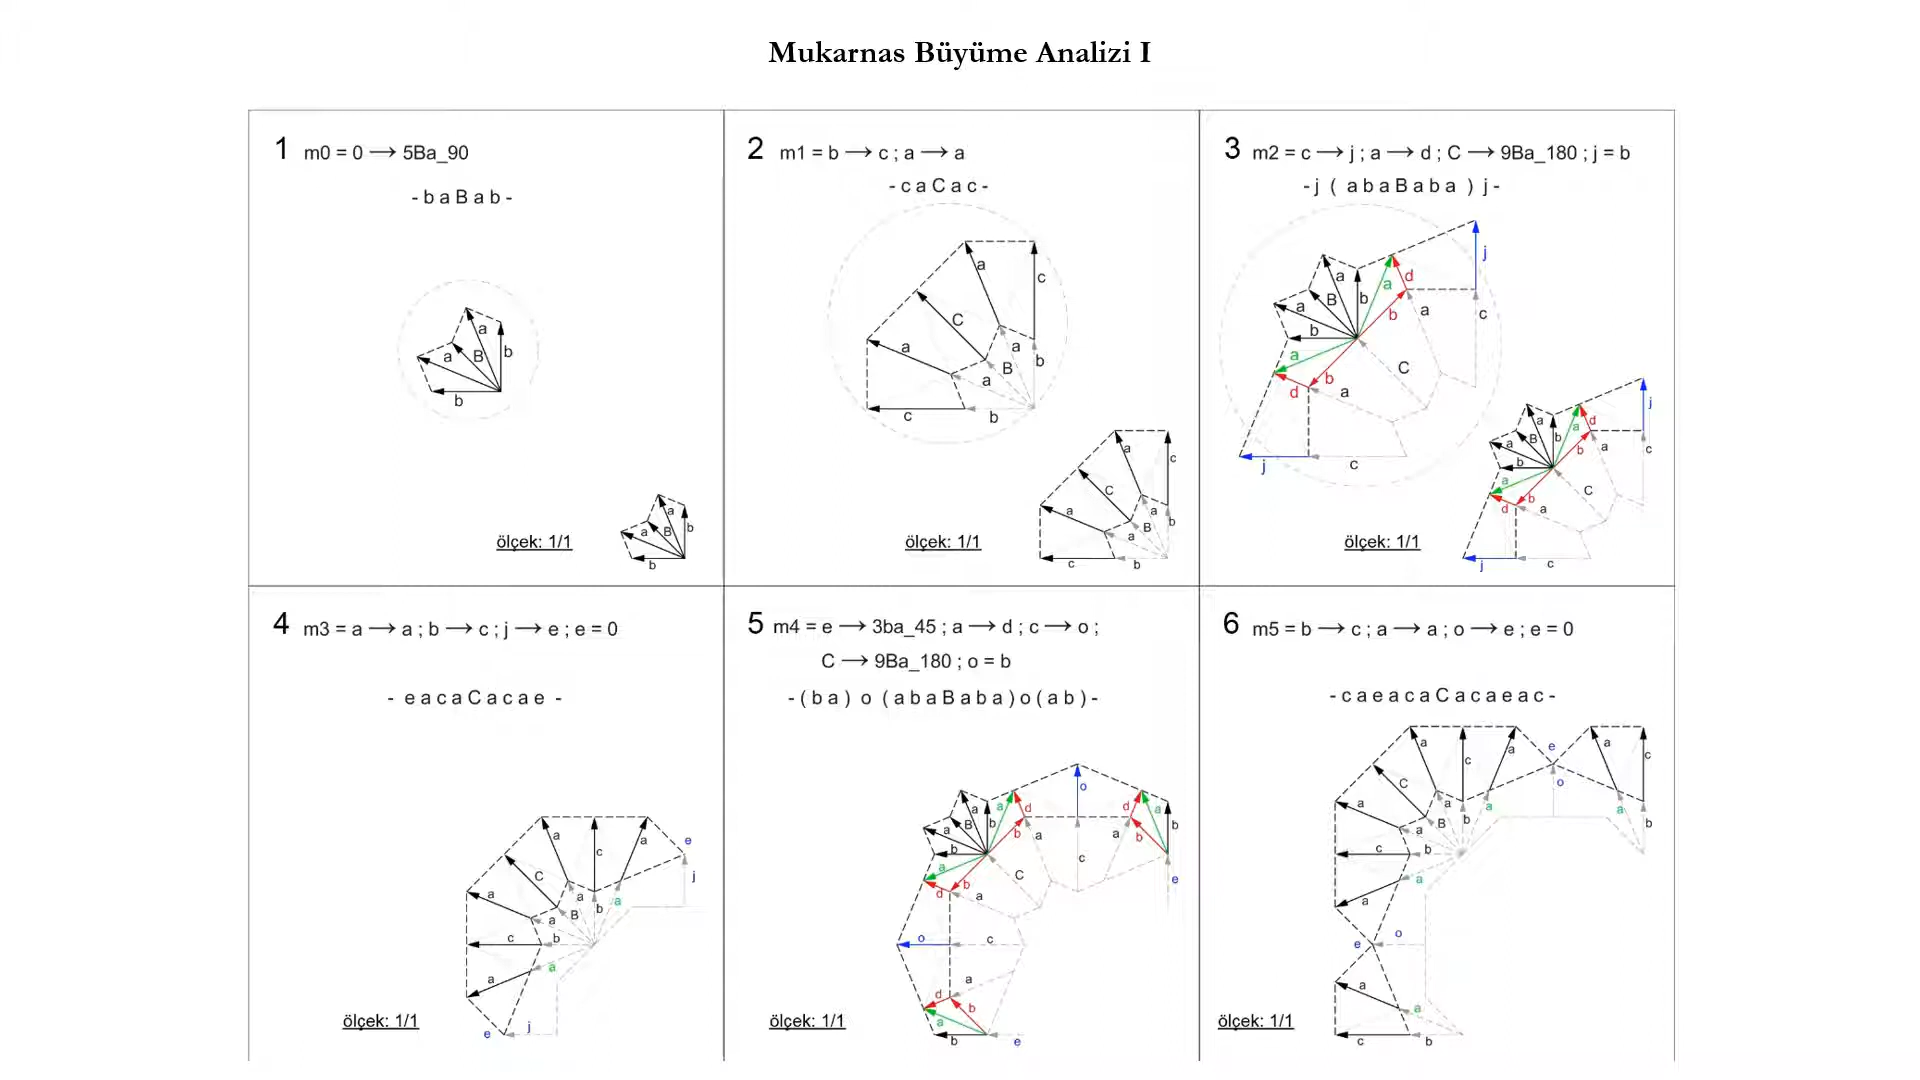 Mukarnas Büyüme Analizi I
1 m0 = 0 → 5Ba_90
- b a B a b -
a
a B b
b
a
a B b
b
ölçek: 1/1
2 m1 = b → c ; a → a
- c a C a c -
a
c
C
a
a
b
B
a
c b
a
c
C
a
a
b
B
a
c b
ölçek: 1/1
3 m2 = c → j ; a → d ; C → 9Ba_180 ; j = b
- j ( a b a B a b a ) j -
j
a d
a
B b
a b a c
b
a
C
b
d a
j c
j
a a d
B b b a c
a
b
a C
b
d a
j c
ölçek: 1/1
4 m3 = a → a ; b → c ; j → e ; e = 0
- e a c a C a c a e -
a a e
c
C j
a a a
B b
a
c b
a
a
e j
ölçek: 1/1
5 m4 = e → 3ba_45 ; a → d ; c → o ;
C → 9Ba_180 ; o = b
- ( b a ) o ( a b a B a b a ) o ( a b ) -
o
a a d d a
B b b b
a a a b
b c
a C e
b
d a
o c
a
d b
a
b e
ölçek: 1/1
6 m5 = b → c ; a → a ; o → e ; e = 0
- c a e a c a C a c a e a c -
a a e a
c c
C o
a a a a
B b b
a
c b
a
a
e o
a
a
c b
ölçek: 1/1